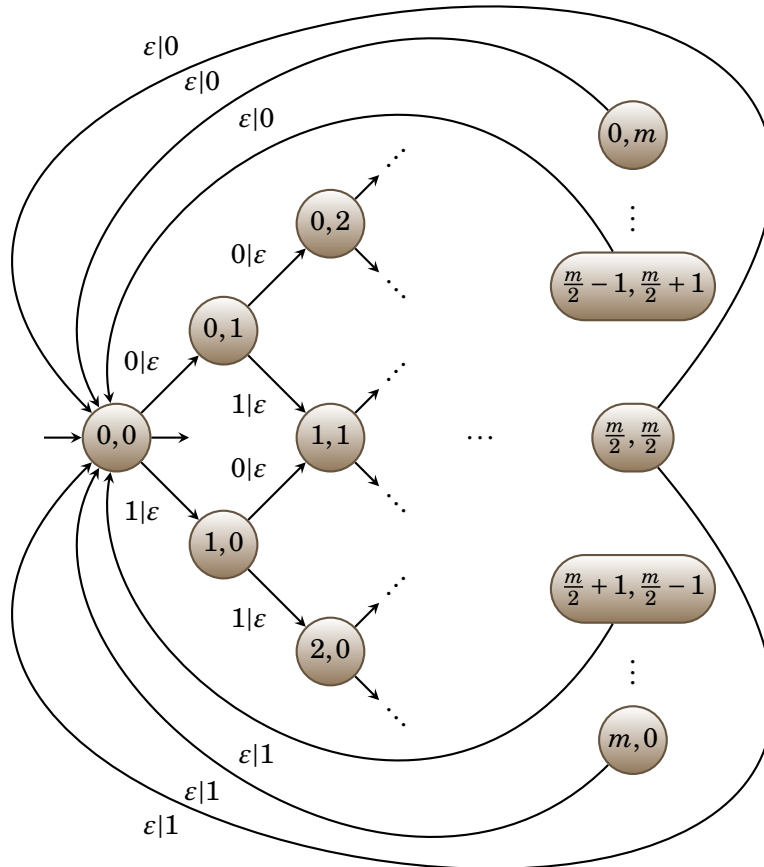 ε|0
ε|0
ε|0
0,m
⋯
⋮
0,2
0|ε
m/2 − 1, m/2 + 1
⋯
0,1
0|ε
⋯
1|ε
0,0
1,1
⋯
m/2, m/2
0|ε
1|ε
⋯
1,0
⋯
m/2 + 1, m/2 − 1
1|ε
2,0
⋮
⋯
m,0
ε|1
ε|1
ε|1